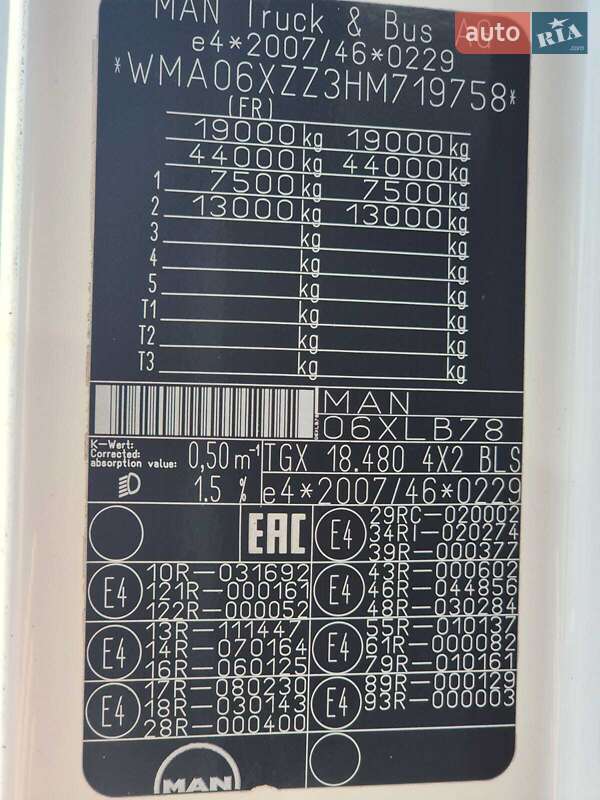 MAN Truck & Bus AG
auto RIA .com
e4*2007/46*0229
*WMA06XZZ3HM719758*
(FR)
19000 kg 19000 kg
44000 kg 44000 kg
1 7500 kg 7500 kg
2 13000 kg 13000 kg
3 kg kg
4 kg kg
5 kg kg
T1 kg kg
T2 kg kg
T3 kg kg
MAN
06XLB78
K-Wert:
Corrected
absorption value: 0,50 m-1
TGX 18.480 4X2 BLS
1.5 % e4*2007/46*0229
EAC
E4 29RC-020002
34RI-020274
39R-000377
E4 10R-031692
121R-000161
122R-000052
E4 43R-000602
46R-044856
48R-030284
E4 13R-111447
14R-070164
16R-060125
E4 55R-010137
61R-000082
79R-010161
E4 17R-080230
18R-030143
28R-000400
E4 89R-000129
93R-000003
MAN